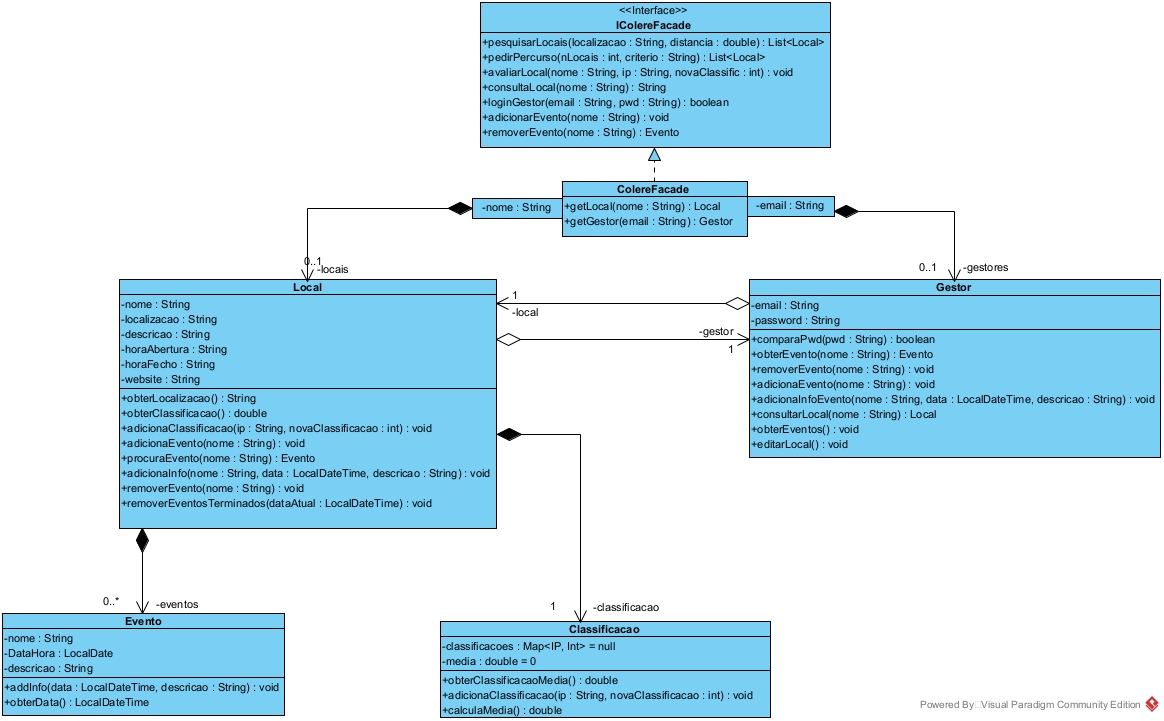 <<Interface>>
IColereFacade
+pesquisarLocais(localizacao : String, distancia : double) : List<Local>
+pedirPercurso(nLocais : int, criterio : String) : List<Local>
+avaliarLocal(nome : String, ip : String, novaClassific : int) : void
+consultaLocal(nome : String) : String
+loginGestor(email : String, pwd : String) : boolean
+adicionarEvento(nome : String) : void
+removerEvento(nome : String) : Evento
ColereFacade
-nome : String
+getLocal(nome : String) : Local
+getGestor(email : String) : Gestor
-email : String
0..1
-locais
0..1
-gestores
Local
-nome : String
-localizacao : String
-descricao : String
-horaAbertura : String
-horaFecho : String
-website : String
+obterLocalizacao() : String
+obterClassificacao() : double
+adicionaClassificacao(ip : String, novaClassificacao : int) : void
+adicionaEvento(nome : String) : void
+procuraEvento(nome : String) : Evento
+adicionaInfo(nome : String, data : LocalDateTime, descricao : String) : void
+removerEvento(nome : String) : void
+removerEventosTerminados(dataAtual : LocalDateTime) : void
1
-local
-gestor
1
Gestor
-email : String
-password : String
+comparaPwd(pwd : String) : boolean
+obterEvento(nome : String) : Evento
+removerEvento(nome : String) : void
+adicionaEvento(nome : String) : void
+adicionaInfoEvento(nome : String, data : LocalDateTime, descricao : String) : void
+consultarLocal(nome : String) : Local
+obterEventos() : void
+editarLocal() : void
0..*
-eventos
1
-classificacao
Evento
-nome : String
-DataHora : LocalDate
-descricao : String
+addInfo(data : LocalDateTime, descricao : String) : void
+obterData() : LocalDateTime
Classificacao
-classificacoes : Map<IP, Int> = null
-media : double = 0
+obterClassificacaoMedia() : double
+adicionaClassificacao(ip : String, novaClassificacao : int) : void
+calculaMedia() : double
Powered By Visual Paradigm Community Edition